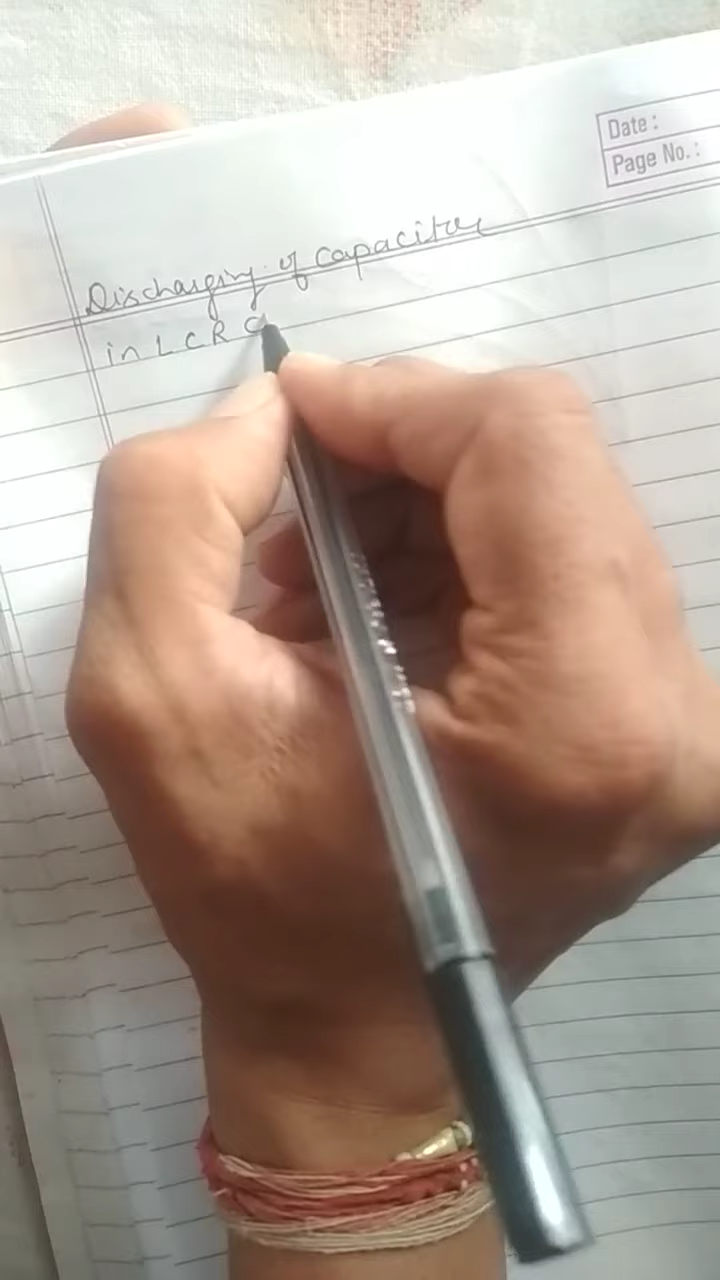 Date :
Page No. :
Discharging of Capacitor
in LCR C